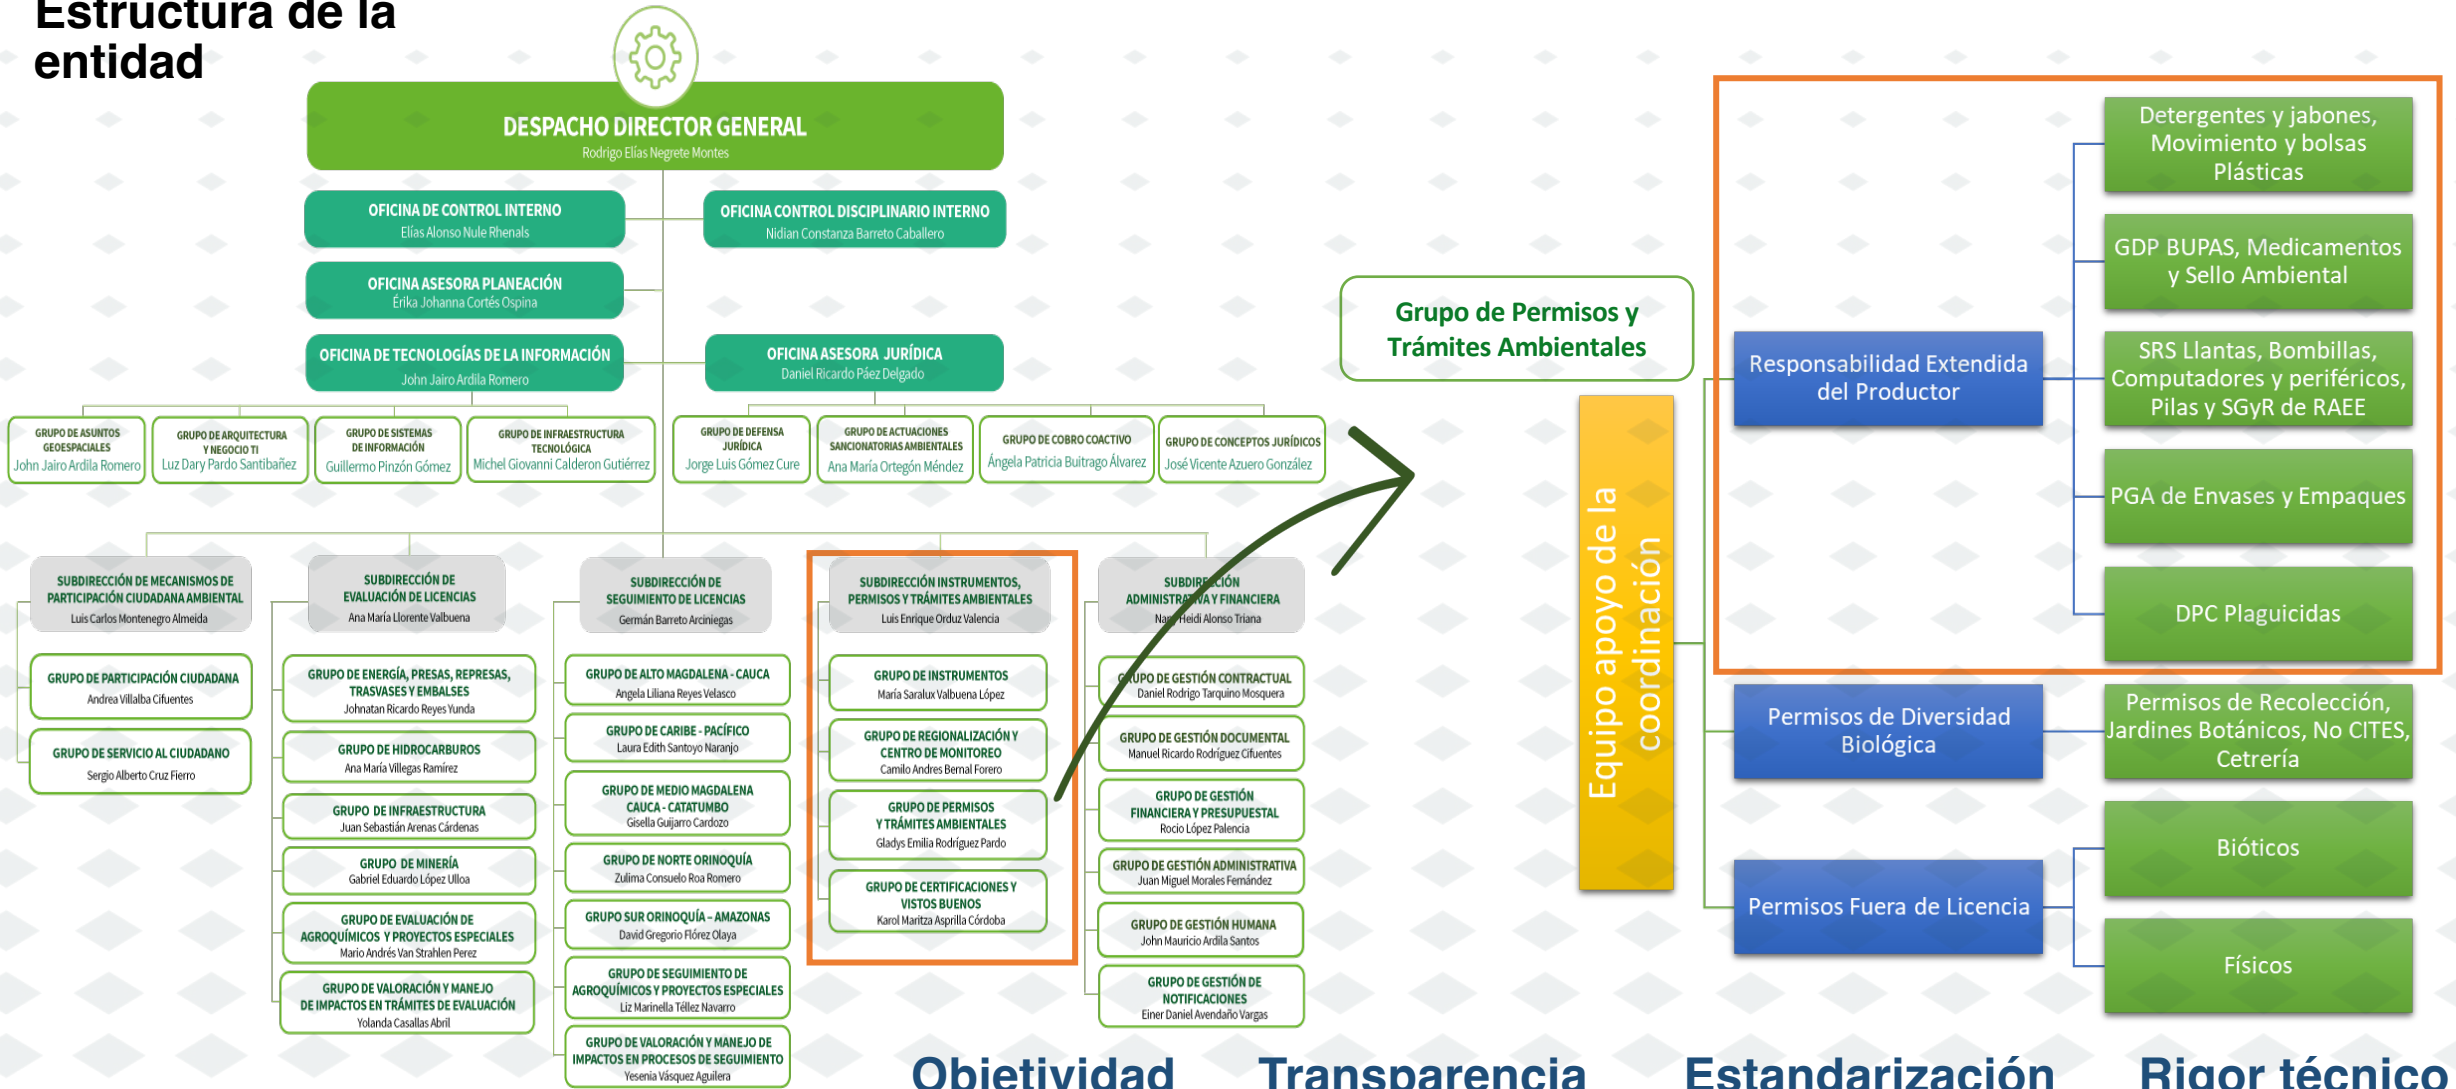 Estructura de la
entidad
DESPACHO DIRECTOR GENERAL
Rodrigo Elías Negrete Montes
OFICINA DE CONTROL INTERNO
Elías Alonso Nule Rhenals
OFICINA CONTROL DISCIPLINARIO INTERNO
Nidian Constanza Barreto Caballero
OFICINA ASESORA PLANEACIÓN
Érika Johanna Cortés Ospina
OFICINA DE TECNOLOGÍAS DE LA INFORMACIÓN
John Jairo Ardila Romero
OFICINA ASESORA JURÍDICA
Daniel Ricardo Páez Delgado
GRUPO DE ASUNTOS
GEOESPACIALES
John Jairo Ardila Romero
GRUPO DE ARQUITECTURA
Y NEGOCIO TI
Luz Dary Pardo Santibañez
GRUPO DE SISTEMAS
DE INFORMACIÓN
Guillermo Pinzón Gómez
GRUPO DE INFRAESTRUCTURA
TECNOLÓGICA
Michel Giovanni Calderon Gutiérrez
GRUPO DE DEFENSA
JURÍDICA
Jorge Luis Gómez Cure
GRUPO DE ACTUACIONES
SANCIONATORIAS AMBIENTALES
Ana María Ortegón Méndez
GRUPO DE COBRO COACTIVO
Ángela Patricia Buitrago Álvarez
GRUPO DE CONCEPTOS JURÍDICOS
José Vicente Azuero González
SUBDIRECCIÓN DE MECANISMOS DE
PARTICIPACIÓN CIUDADANA AMBIENTAL
Luis Carlos Montenegro Almeida
GRUPO DE PARTICIPACIÓN CIUDADANA
Andrea Villalba Cifuentes
GRUPO DE SERVICIO AL CIUDADANO
Sergio Alberto Cruz Fierro
SUBDIRECCIÓN DE
EVALUACIÓN DE LICENCIAS
Ana María Llorente Valbuena
GRUPO DE ENERGÍA, PRESAS, REPRESAS,
TRASVASES Y EMBALSES
Johnatan Ricardo Reyes Yunda
GRUPO DE HIDROCARBUROS
Ana María Villegas Ramírez
GRUPO DE INFRAESTRUCTURA
Juan Sebastián Arenas Cárdenas
GRUPO DE MINERÍA
Gabriel Eduardo López Ulloa
GRUPO DE EVALUACIÓN DE
AGROQUÍMICOS Y PROYECTOS ESPECIALES
Mario Andrés Van Strahlen Perez
GRUPO DE VALORACIÓN Y MANEJO
DE IMPACTOS EN TRÁMITES DE EVALUACIÓN
Yolanda Casallas Abril
SUBDIRECCIÓN DE
SEGUIMIENTO DE LICENCIAS
Germán Barreto Arciniegas
GRUPO DE ALTO MAGDALENA - CAUCA
Angela Liliana Reyes Velasco
GRUPO DE CARIBE - PACÍFICO
Laura Edith Santoyo Naranjo
GRUPO DE MEDIO MAGDALENA
CAUCA - CATATUMBO
Gisella Guijarro Cardozo
GRUPO DE NORTE ORINOQUÍA
Zulima Consuelo Roa Romero
GRUPO SUR ORINOQUÍA – AMAZONAS
David Gregorio Flórez Olaya
GRUPO DE SEGUIMIENTO DE
AGROQUÍMICOS Y PROYECTOS ESPECIALES
Liz Marinella Téllez Navarro
GRUPO DE VALORACIÓN Y MANEJO DE
IMPACTOS EN PROCESOS DE SEGUIMIENTO
Yesenia Vásquez Aguilera
SUBDIRECCIÓN INSTRUMENTOS,
PERMISOS Y TRÁMITES AMBIENTALES
Luis Enrique Orduz Valencia
GRUPO DE INSTRUMENTOS
María Saralux Valbuena López
GRUPO DE REGIONALIZACIÓN Y
CENTRO DE MONITOREO
Camilo Andres Bernal Forero
GRUPO DE PERMISOS
Y TRÁMITES AMBIENTALES
Gladys Emilia Rodríguez Pardo
GRUPO DE CERTIFICACIONES Y
VISTOS BUENOS
Karol Maritza Asprilla Córdoba
SUBDIRECCIÓN
ADMINISTRATIVA Y FINANCIERA
Nany Heidi Alonso Triana
GRUPO DE GESTIÓN CONTRACTUAL
Daniel Rodrigo Tarquino Mosquera
GRUPO DE GESTIÓN DOCUMENTAL
Manuel Ricardo Rodríguez Cifuentes
GRUPO DE GESTIÓN
FINANCIERA Y PRESUPUESTAL
Rocio López Palencia
GRUPO DE GESTIÓN ADMINISTRATIVA
Juan Miguel Morales Fernández
GRUPO DE GESTIÓN HUMANA
John Mauricio Ardila Santos
GRUPO DE GESTIÓN DE
NOTIFICACIONES
Einer Daniel Avendaño Vargas
Grupo de Permisos y
Trámites Ambientales
Equipo apoyo de la
coordinación
Responsabilidad Extendida
del Productor
Detergentes y jabones,
Movimiento y bolsas
Plásticas
GDP BUPAS, Medicamentos
y Sello Ambiental
SRS Llantas, Bombillas,
Computadores y periféricos,
Pilas y SGyR de RAEE
PGA de Envases y Empaques
DPC Plaguicidas
Permisos de Diversidad
Biológica
Permisos de Recolección,
Jardines Botánicos, No CITES,
Cetrería
Permisos Fuera de Licencia
Bióticos
Físicos
Objetividad
Transparencia
Estandarización
Rigor técnico